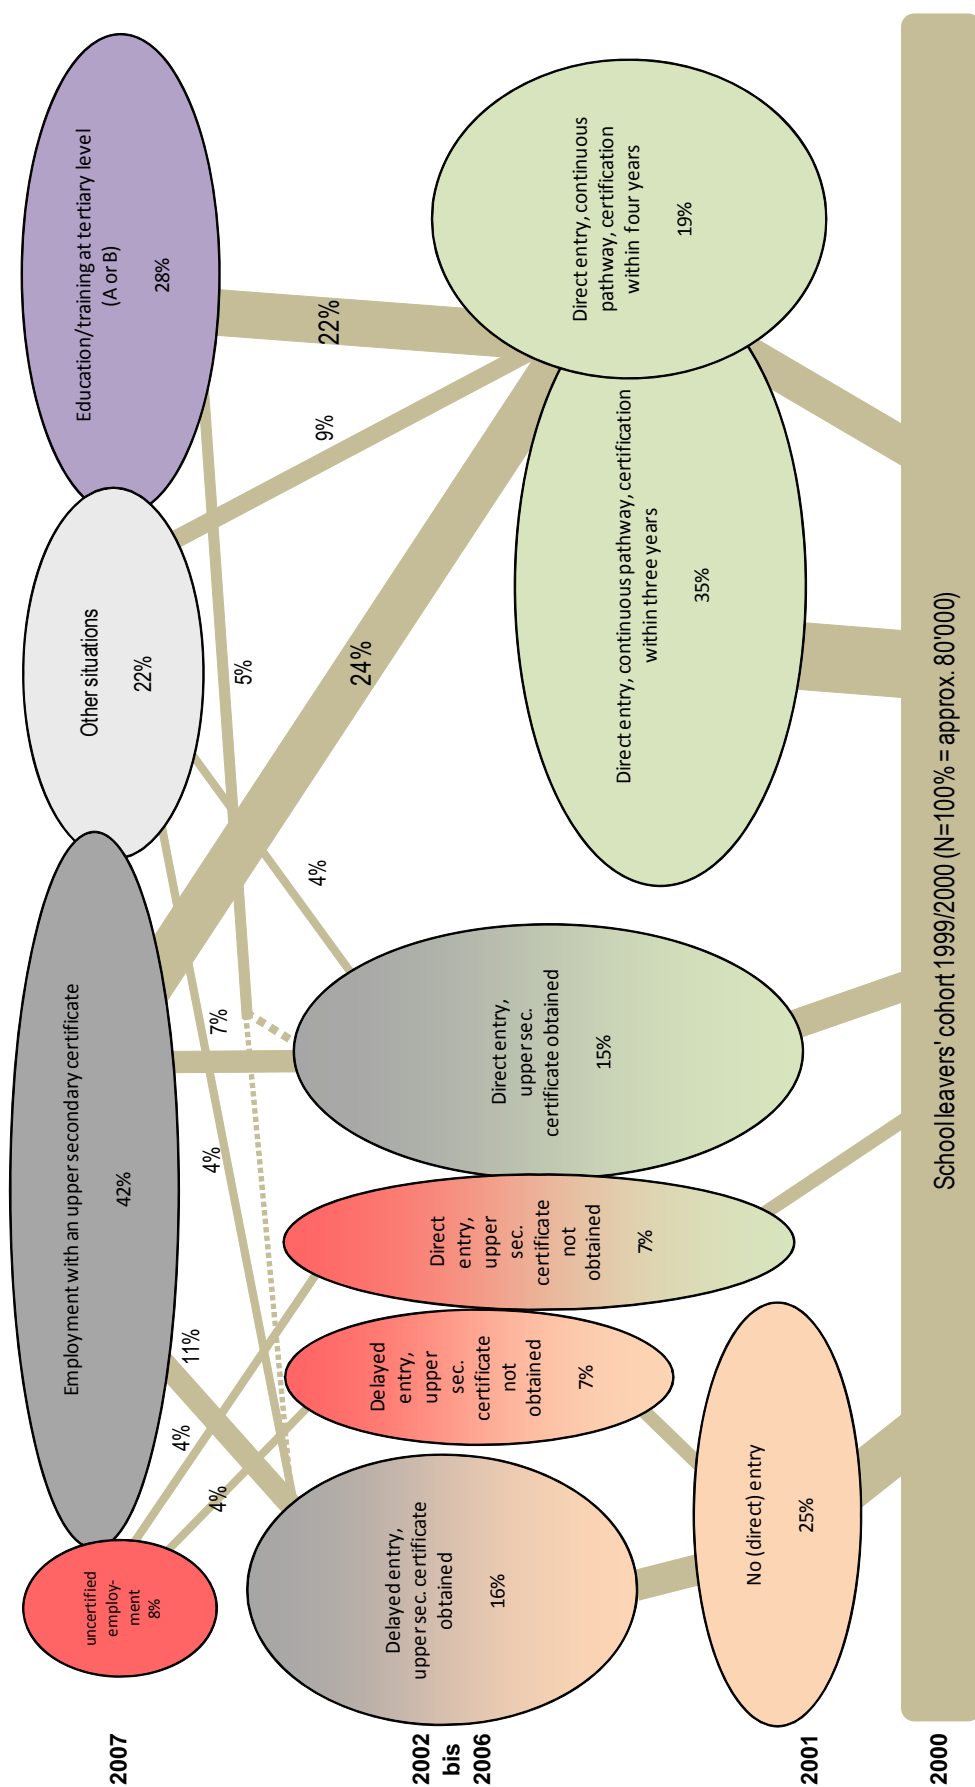 2007
uncertified
employ-
ment
8%
Employment with an upper secondary certificate
42%
Other situations
22%
Education/training at tertiary level
(A or B)
28%
4%
4%
11%
4%
7%
4%
5%
24%
9%
22%
2002
bis
2006
Delayed entry,
upper sec. certificate
obtained
16%
Delayed
entry,
upper
sec.
certificate
not
obtained
7%
Direct
entry,
upper
sec.
certificate
not
obtained
7%
Direct entry,
upper sec.
certificate obtained
15%
Direct entry, continuous pathway, certification
within three years
35%
Direct entry, continuous
pathway, certification
within four years
19%
2001
No (direct) entry
25%
2000
School leavers' cohort 1999/2000 (N=100% = approx. 80'000)